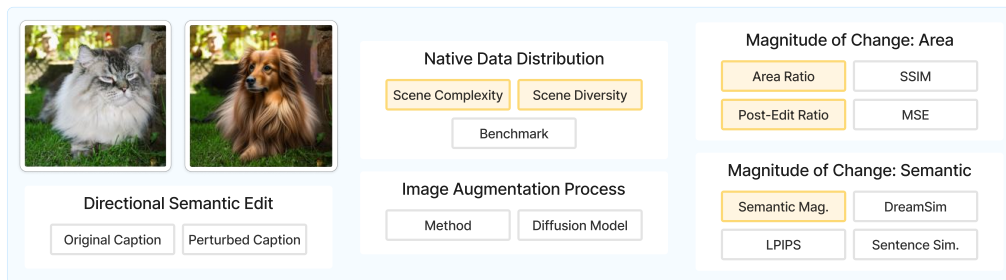 Directional Semantic Edit
Original Caption
Perturbed Caption
Native Data Distribution
Scene Complexity
Scene Diversity
Benchmark
Image Augmentation Process
Method
Diffusion Model
Magnitude of Change: Area
Area Ratio
SSIM
Post-Edit Ratio
MSE
Magnitude of Change: Semantic
Semantic Mag.
DreamSim
LPIPS
Sentence Sim.